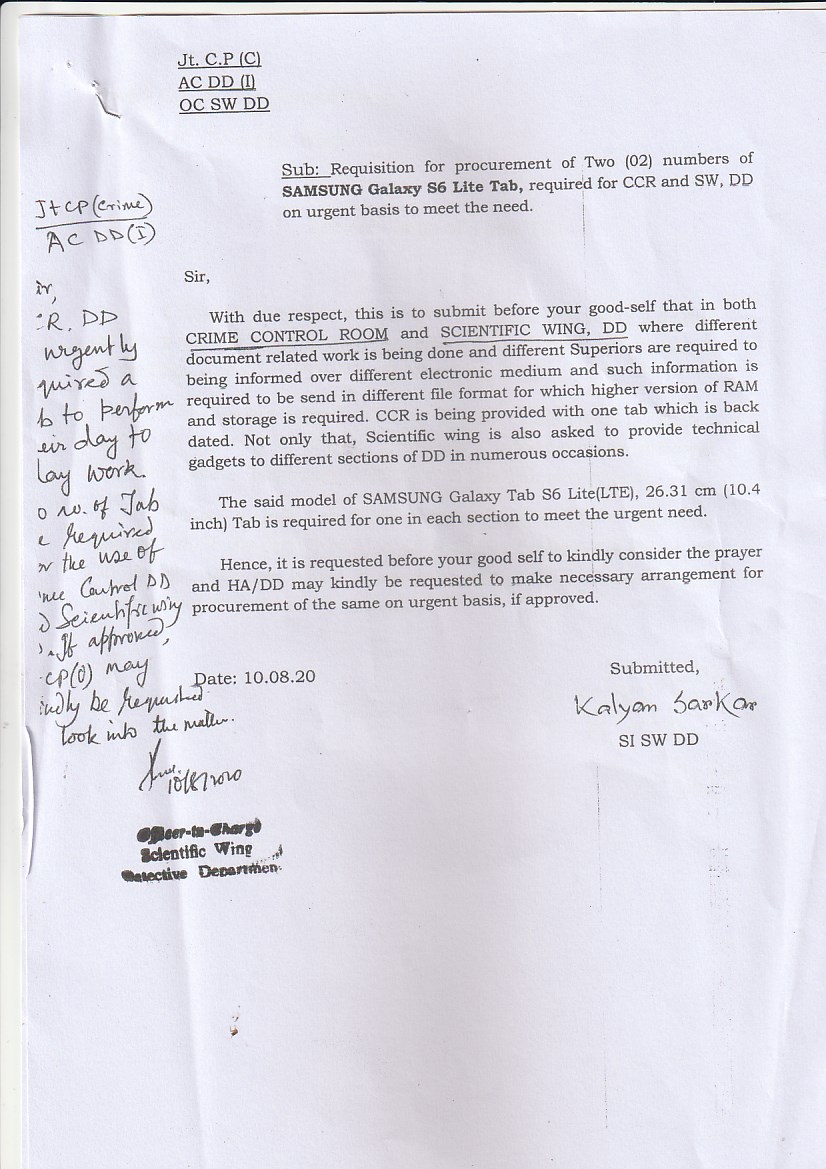 Jt. C.P (C)
AC DD (I)
OC SW DD
Sub: Requisition for procurement of Two (02) numbers of
SAMSUNG Galaxy S6 Lite Tab, required for CCR and SW, DD
on urgent basis to meet the need.
Jt CP (Crime)
AC DD (I)
Sir,
With due respect, this is to submit before your good-self that in both
CRIME CONTROL ROOM and SCIENTIFIC WING, DD where different
document related work is being done and different Superiors are required to
being informed over different electronic medium and such information is
required to be send in different file format for which higher version of RAM
and storage is required. CCR is being provided with one tab which is back
dated. Not only that, Scientific wing is also asked to provide technical
gadgets to different sections of DD in numerous occasions.
The said model of SAMSUNG Galaxy Tab S6 Lite(LTE), 26.31 cm (10.4
inch) Tab is required for one in each section to meet the urgent need.
Hence, it is requested before your good self to kindly consider the prayer
and HA/DD may kindly be requested to make necessary arrangement for
procurement of the same on urgent basis, if approved.
Date: 10.08.20
Submitted,
Kalyan Sarkar
SI SW DD
ir,
R. DD
urgently
quired a
b to perform
eir day to
day work.
o no. of Tab
e required
or the use of
ime Control DD
d Scientific wing
. If approved,
CP(O) may
indly be requested
look into the matter.
10/8/2020
Officer-in-Charge
Scientific Wing
Detective Department